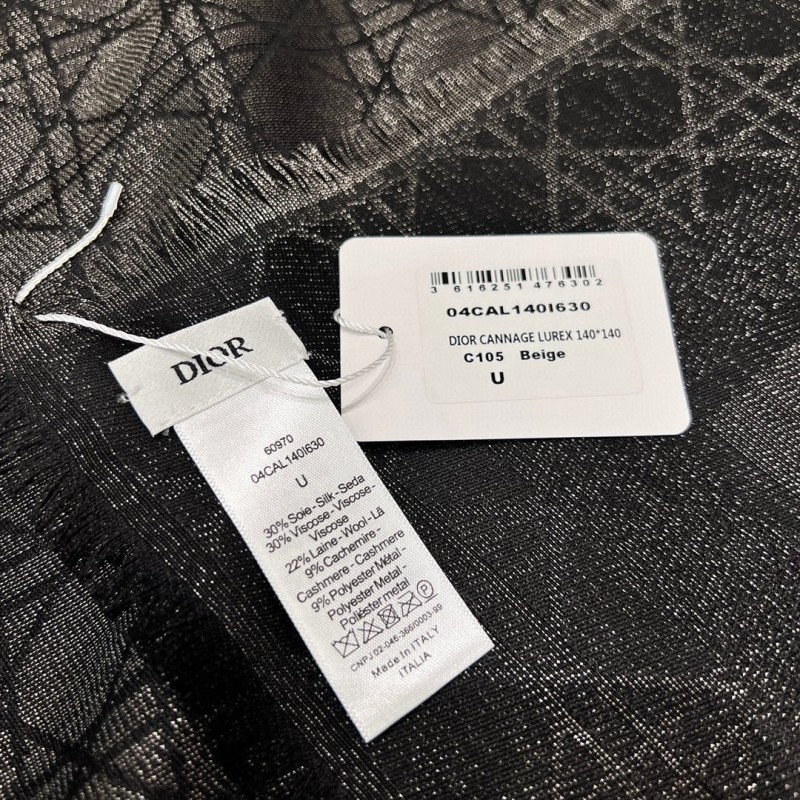 3 616251 476302
04CAL140I630
DIOR CANNAGE LUREX 140*140
C105 Beige
U
DIOR
60970
04CAL140I630
U
30% Soie-Silk-Seda
30% Viscose-Viscose-
Viscose
22% Laine-Wool-Lã
9% Cachemire-
Cashmere-Cashmere
9% Polyester Métal-
Polyester Metal-
Poliéster metal
P
CNPJ 02-046-366/0003-99
Made In ITALY
ITALIA